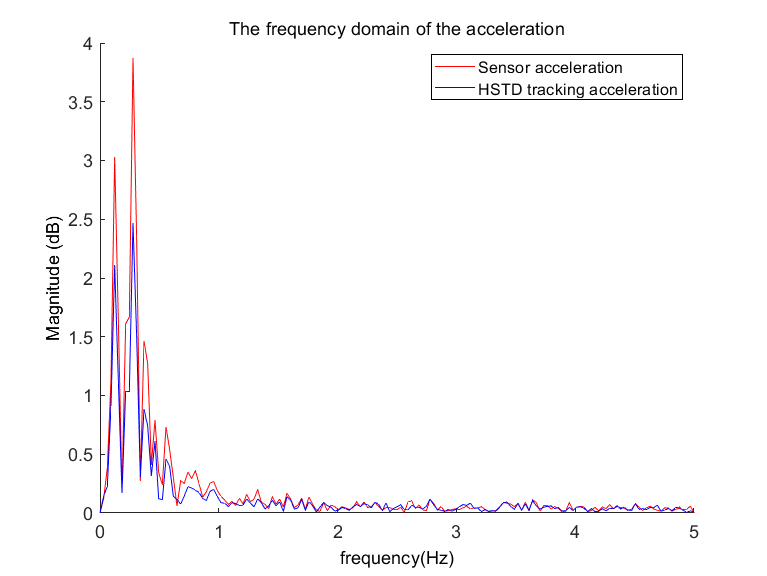 The frequency domain of the acceleration
Sensor acceleration
HSTD tracking acceleration
Magnitude (dB)
4
3.5
3
2.5
2
1.5
1
0.5
0
0 1 2 3 4 5
frequency(Hz)